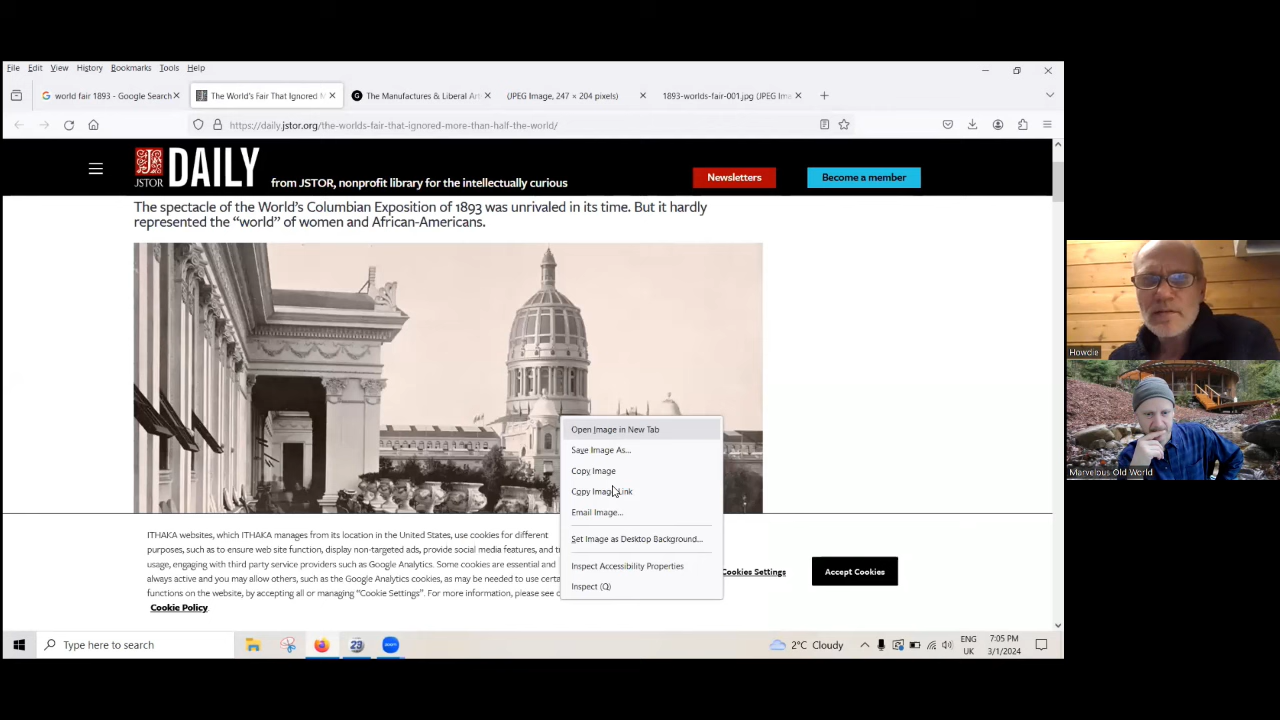 File Edit View History Bookmarks Tools Help
world fair 1893 - Google Search
The World's Fair That Ignored M
The Manufactures & Liberal Art
(JPEG Image, 247 × 204 pixels)
1893-worlds-fair-001.jpg (JPEG Im
https://daily.jstor.org/the-worlds-fair-that-ignored-more-than-half-the-world/
JSTOR DAILY from JSTOR, nonprofit library for the intellectually curious
Newsletters
Become a member
The spectacle of the World's Columbian Exposition of 1893 was unrivaled in its time. But it hardly
represented the “world” of women and African-Americans.
Open Image in New Tab
Save Image As...
Copy Image
Copy Image Link
Email Image...
Set Image as Desktop Background...
Inspect Accessibility Properties
Inspect (Q)
ITHAKA websites, which ITHAKA manages from its location in the United States, use cookies for different
purposes, such as to ensure web site function, display non-targeted ads, provide social media features, and t
usage, engaging with third party service providers such as Google Analytics. Some cookies are essential and
always active and you may allow others, such as the Google Analytics cookies, as may be needed to use certa
functions on the website, by accepting all or managing “Cookie Settings”. For more information, please see o
Cookie Policy.
Cookies Settings
Accept Cookies
Howdie
Marvelous Old World
Type here to search
23
zoom
2°C Cloudy
ENG
UK
7:05 PM
3/1/2024